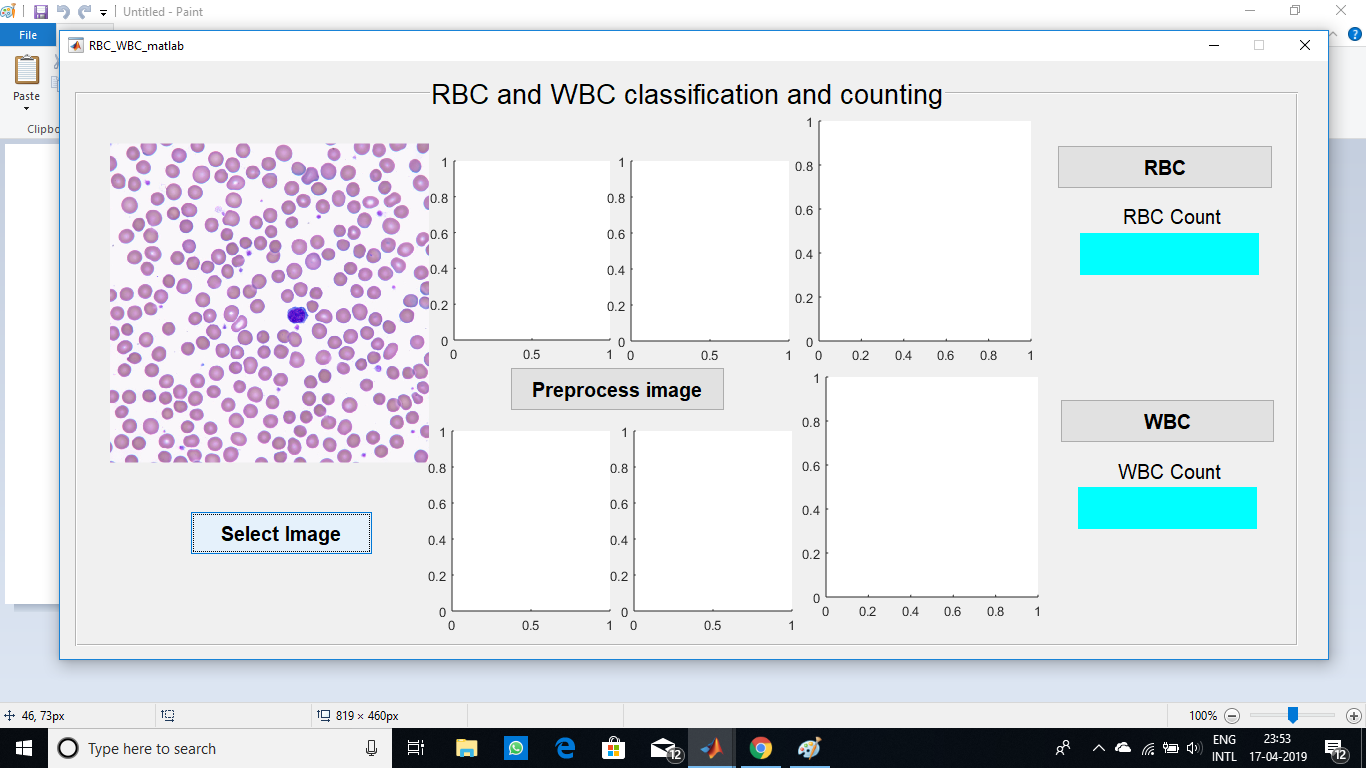 Untitled - Paint
File
Paste
Clipbo
RBC_WBC_matlab
RBC and WBC classification and counting
1
0.8
0.6
0.4
0.2
0
0 0.5 1
1
0.8
0.6
0.4
0.2
0
0 0.5 1
1
0.8
0.6
0.4
0.2
0
0 0.2 0.4 0.6 0.8 1
RBC
RBC Count
Preprocess image
Select Image
1
0.8
0.6
0.4
0.2
0
0 0.5 1
1
0.8
0.6
0.4
0.2
0
0 0.5 1
1
0.8
0.6
0.4
0.2
0
0 0.2 0.4 0.6 0.8 1
WBC
WBC Count
46, 73px
819 × 460px
100%
Type here to search
12
ENG
INTL
23:53
17-04-2019
12